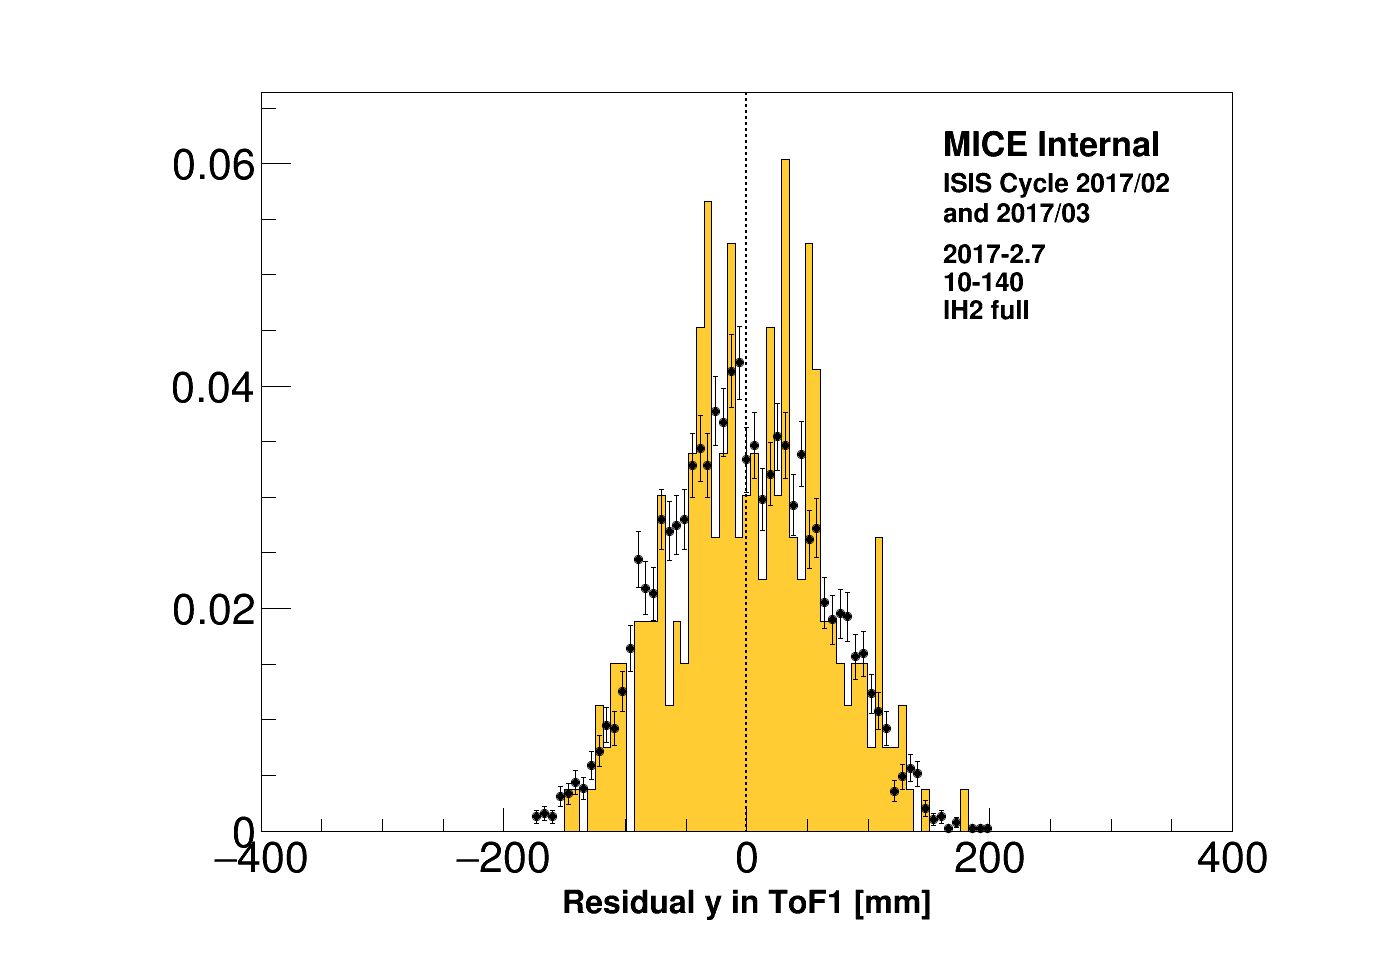 MICE Internal
ISIS Cycle 2017/02
and 2017/03
2017-2.7
10-140
lH2 full
0.06
0.04
0.02
0
−400 −200 0 200 400
Residual y in ToF1 [mm]